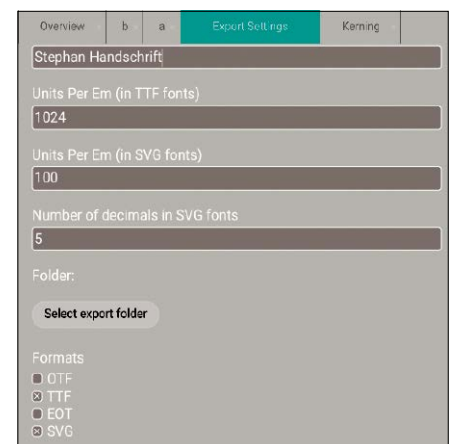 Overview b a Export Settings Kerning
Stephan Handschrift
Units Per Em (in TTF fonts)
1024
Units Per Em (in SVG fonts)
100
Number of decimals in SVG fonts
5
Folder:
Select export folder
Formats
OTF
TTF
EOT
SVG